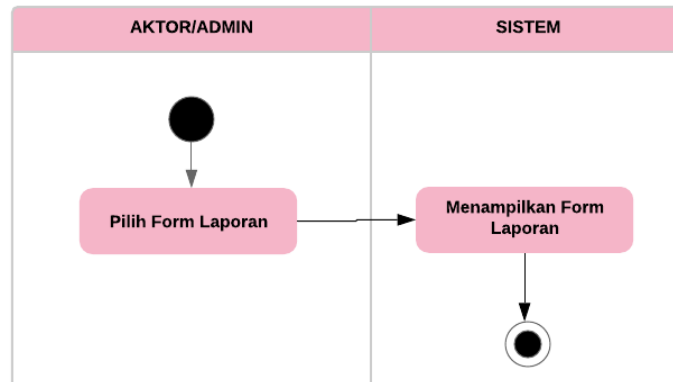 AKTOR/ADMIN
SISTEM
Pilih Form Laporan
Menampilkan Form
Laporan